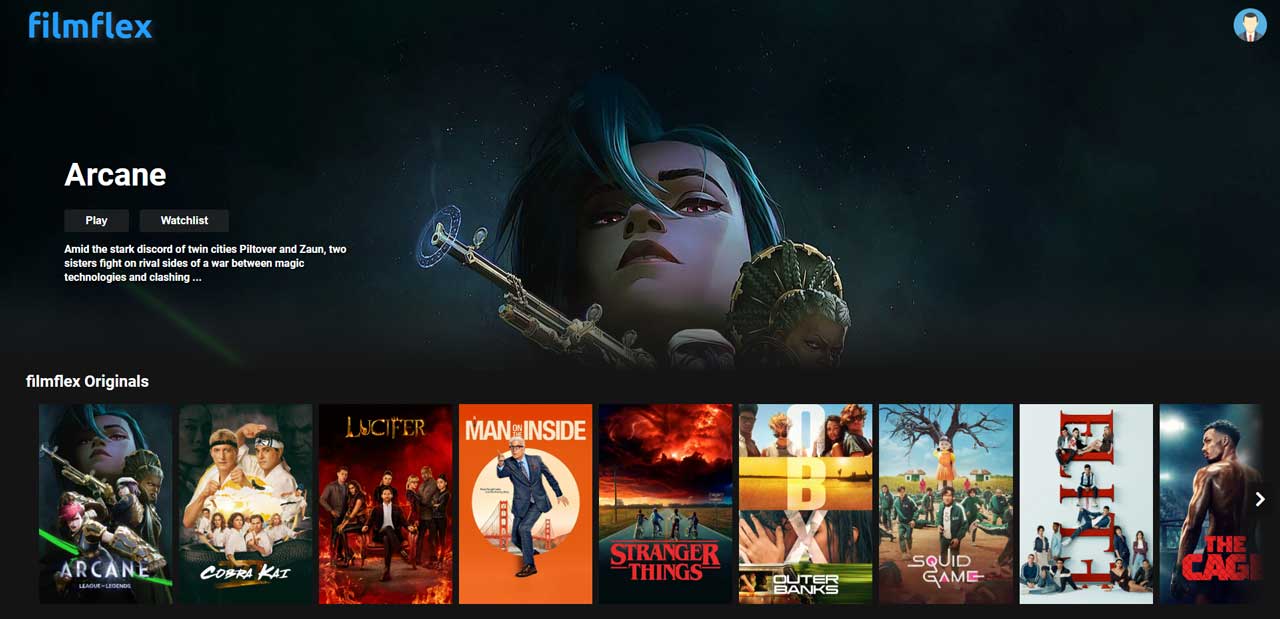 filmflex
Arcane
Play
Watchlist
Amid the stark discord of twin cities Piltover and Zaun, two
sisters fight on rival sides of a war between magic
technologies and clashing ...
filmflex Originals
ARCANE
LEAGUE OF LEGENDS
COBRA KAI
LUCIFER
A
MAN ON THE INSIDE
STRANGER
THINGS
O
B
X
OUTER
BANKS
SQUID
GAME
ELITE
THE
CAGE